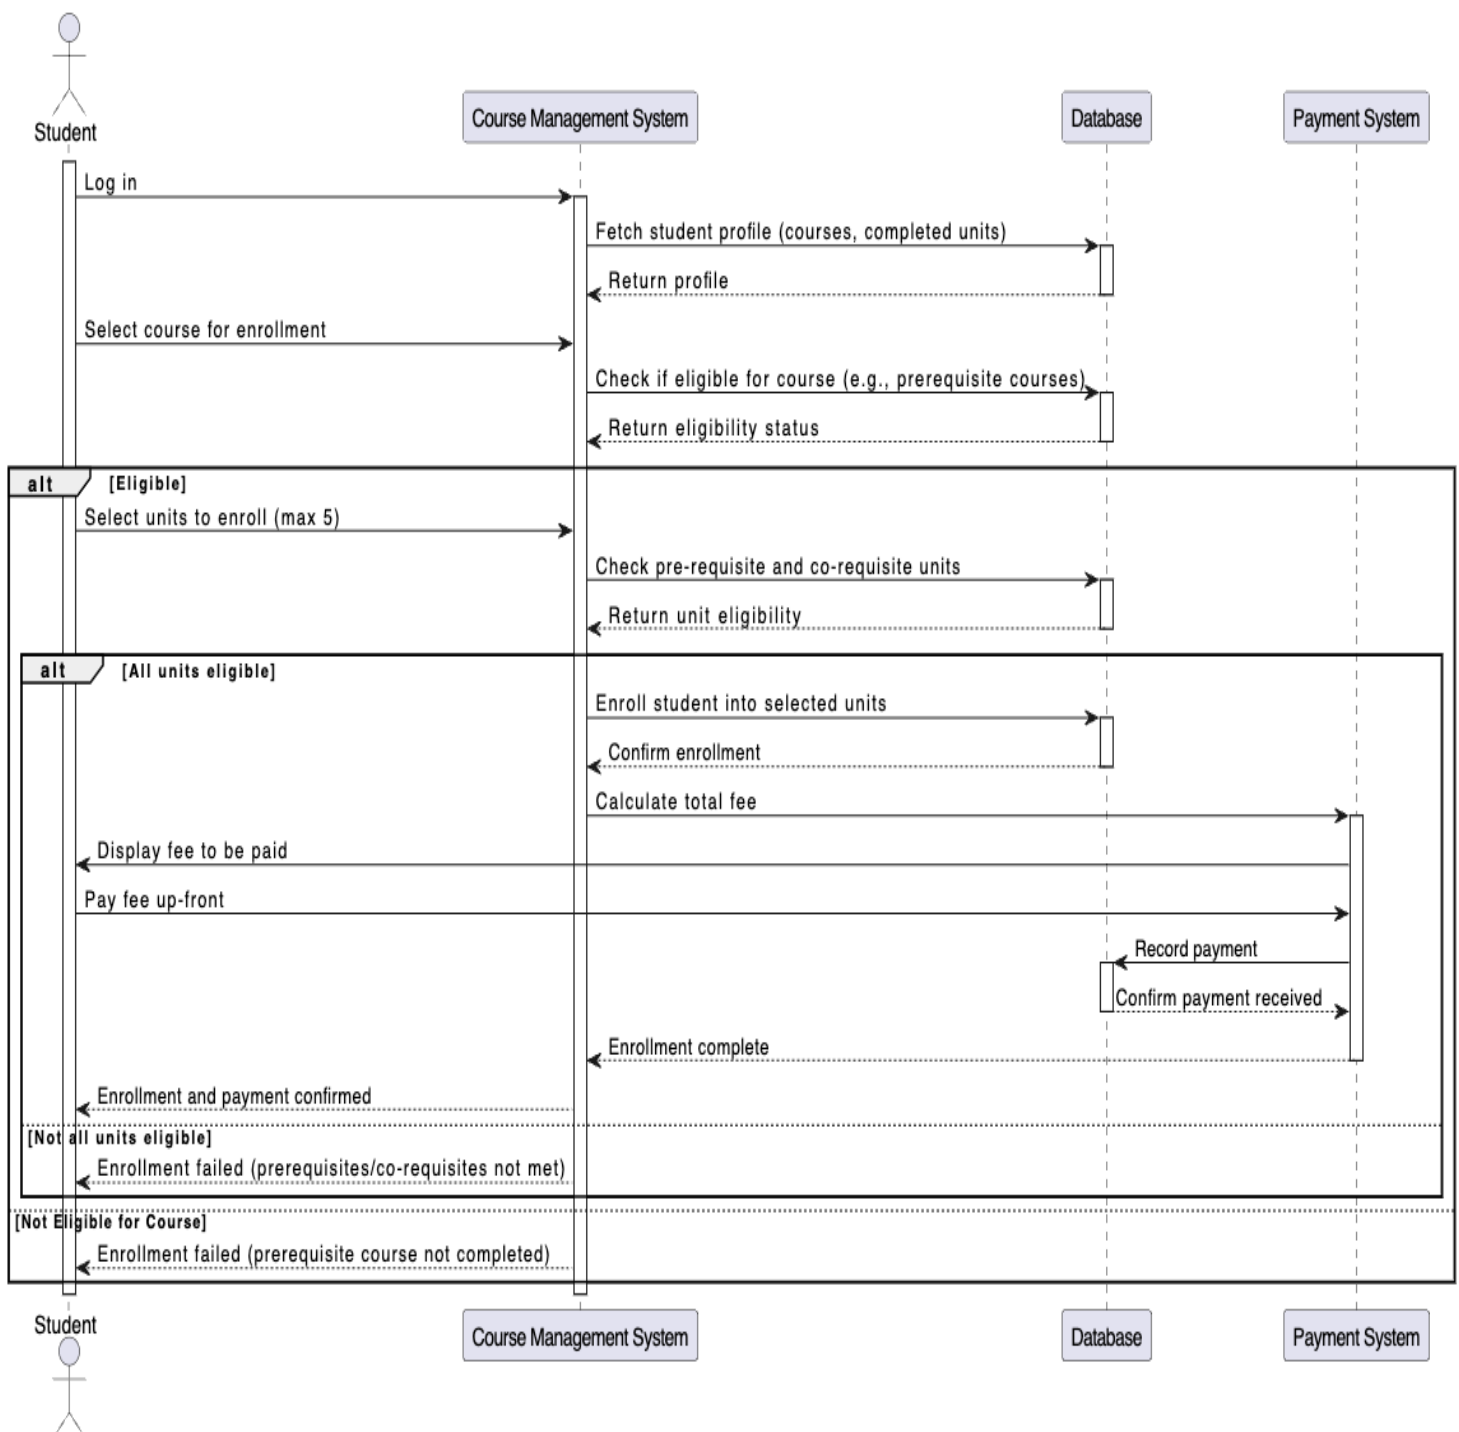 Student
Course Management System
Database
Payment System
Log in
Fetch student profile (courses, completed units)
Return profile
Select course for enrollment
Check if eligible for course (e.g., prerequisite courses)
Return eligibility status
alt [Eligible]
Select units to enroll (max 5)
Check pre-requisite and co-requisite units
Return unit eligibility
alt [All units eligible]
Enroll student into selected units
Confirm enrollment
Calculate total fee
Display fee to be paid
Pay fee up-front
Record payment
Confirm payment received
Enrollment complete
Enrollment and payment confirmed
[Not all units eligible]
Enrollment failed (prerequisites/co-requisites not met)
[Not Eligible for Course]
Enrollment failed (prerequisite course not completed)
Student
Course Management System
Database
Payment System